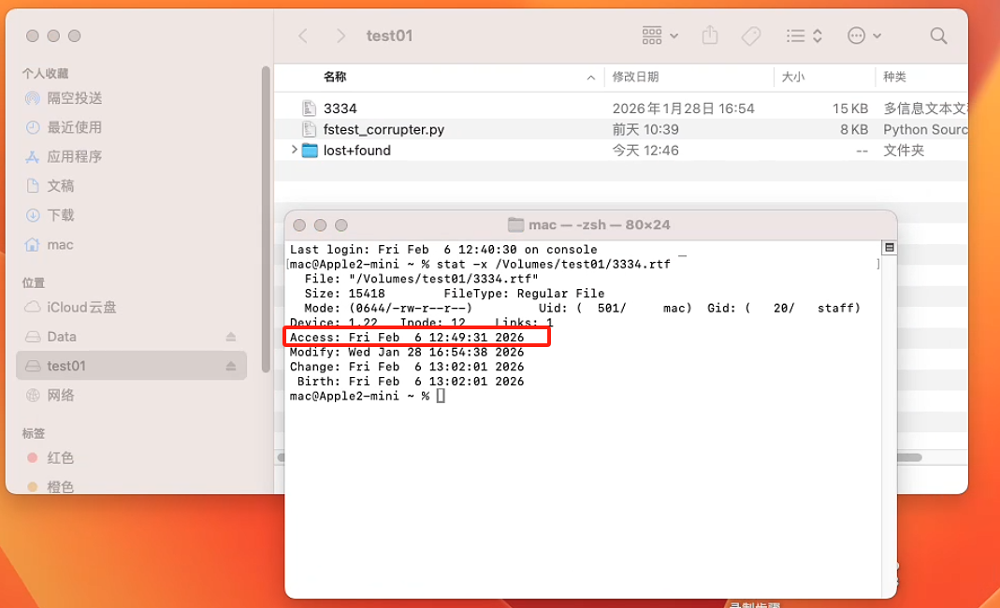 test01
个人收藏
隔空投送
最近使用
应用程序
文稿
下载
mac
位置
iCloud云盘
Data
test01
网络
标签
红色
橙色
名称 修改日期 大小 种类
3334 2026年1月28日 16:54 15 KB 多信息文本文
fstest_corrupter.py 前天 10:39 8 KB Python Sourc
lost+found 今天 12:46 -- 文件夹
mac — -zsh — 80×24
Last login: Fri Feb  6 12:40:30 on console
[mac@Apple2-mini ~ % stat -x /Volumes/test01/3334.rtf ]
  File: "/Volumes/test01/3334.rtf"
  Size: 15418        FileType: Regular File
  Mode: (0644/-rw-r--r--)         Uid: (  501/     mac)  Gid: (   20/   staff)
Device: 1,22   Inode: 12    Links: 1
Access: Fri Feb  6 12:49:31 2026
Modify: Wed Jan 28 16:54:38 2026
Change: Fri Feb  6 13:02:01 2026
 Birth: Fri Feb  6 13:02:01 2026
mac@Apple2-mini ~ %